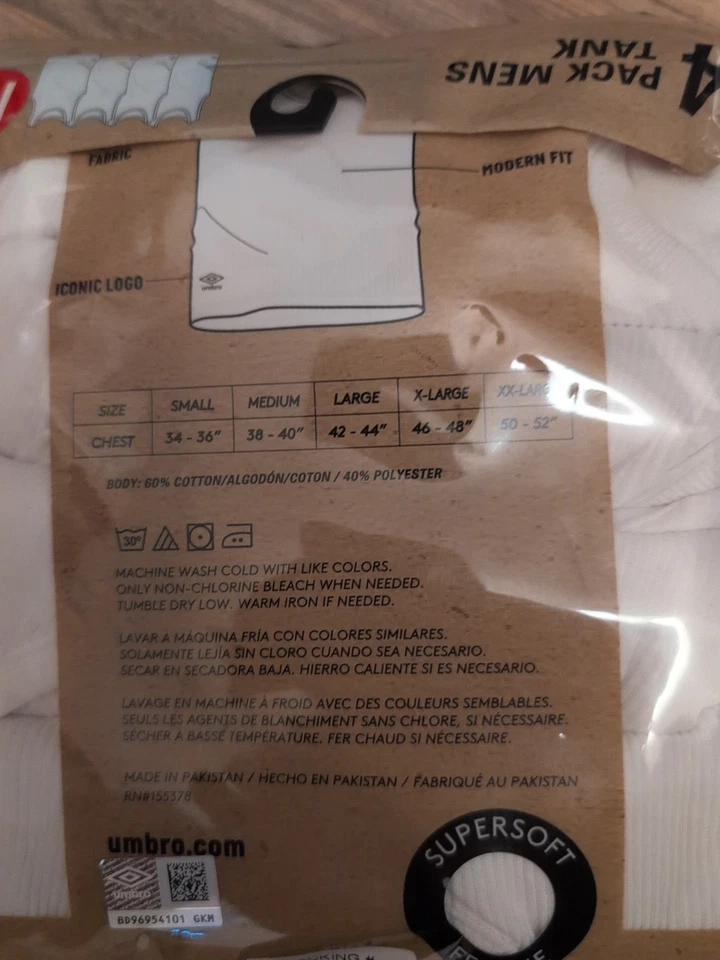 4
PACK MENS
TANK
FABRIC
MODERN FIT
ICONIC LOGO
umbro
SIZE SMALL MEDIUM LARGE X-LARGE XX-LARGE
CHEST 34 - 36" 38 - 40" 42 - 44" 46 - 48" 50 - 52"
BODY: 60% COTTON/ALGODÓN/COTON / 40% POLYESTER
30°
MACHINE WASH COLD WITH LIKE COLORS.
ONLY NON-CHLORINE BLEACH WHEN NEEDED.
TUMBLE DRY LOW. WARM IRON IF NEEDED.
LAVAR A MÁQUINA FRÍA CON COLORES SIMILARES.
SOLAMENTE LEJÍA SIN CLORO CUANDO SEA NECESARIO.
SECAR EN SECADORA BAJA. HIERRO CALIENTE SI ES NECESARIO.
LAVAGE EN MACHINE À FROID AVEC DES COULEURS SEMBLABLES.
SEULS LES AGENTS DE BLANCHIMENT SANS CHLORE, SI NÉCESSAIRE.
SÉCHER A BASSE TEMPÉRATURE. FER CHAUD SI NÉCESSAIRE.
MADE IN PAKISTAN / HECHO EN PAKISTAN / FABRIQUÉ AU PAKISTAN
RN#155378
umbro.com
umbro
BD96954101 GKM
SUPERSOFT